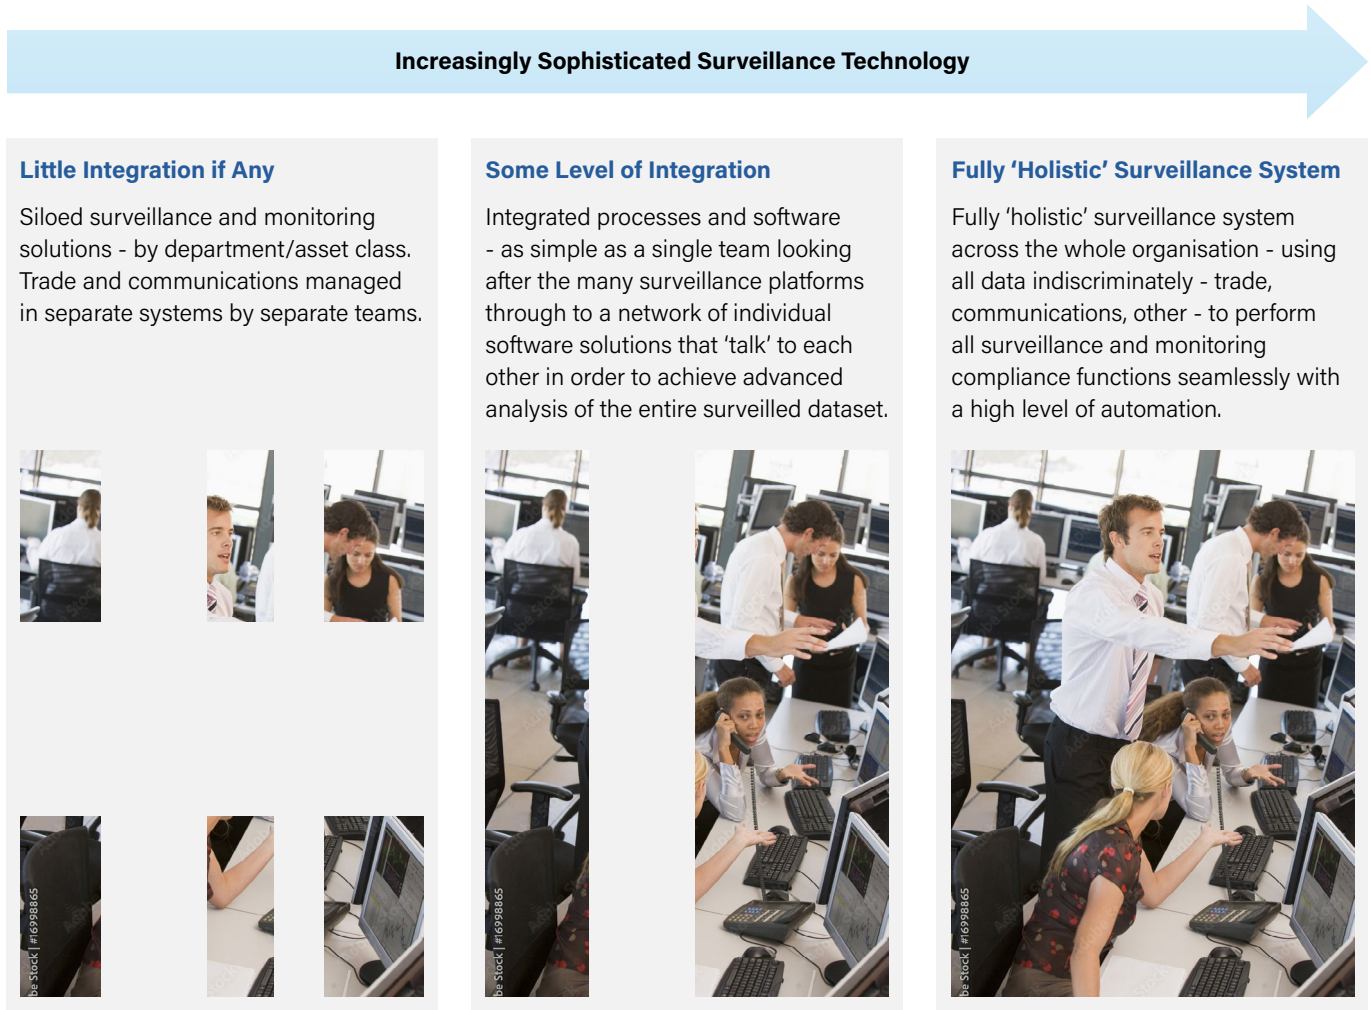 Increasingly Sophisticated Surveillance Technology
Little Integration if Any
Siloed surveillance and monitoring
solutions - by department/asset class.
Trade and communications managed
in separate systems by separate teams.
Some Level of Integration
Integrated processes and software
- as simple as a single team looking
after the many surveillance platforms
through to a network of individual
software solutions that ‘talk’ to each
other in order to achieve advanced
analysis of the entire surveilled dataset.
Fully ‘Holistic’ Surveillance System
Fully ‘holistic’ surveillance system
across the whole organisation - using
all data indiscriminately - trade,
communications, other - to perform
all surveillance and monitoring
compliance functions seamlessly with
a high level of automation.
be Stock | #16998865
be Stock | #16998865
be Stock | #16998865